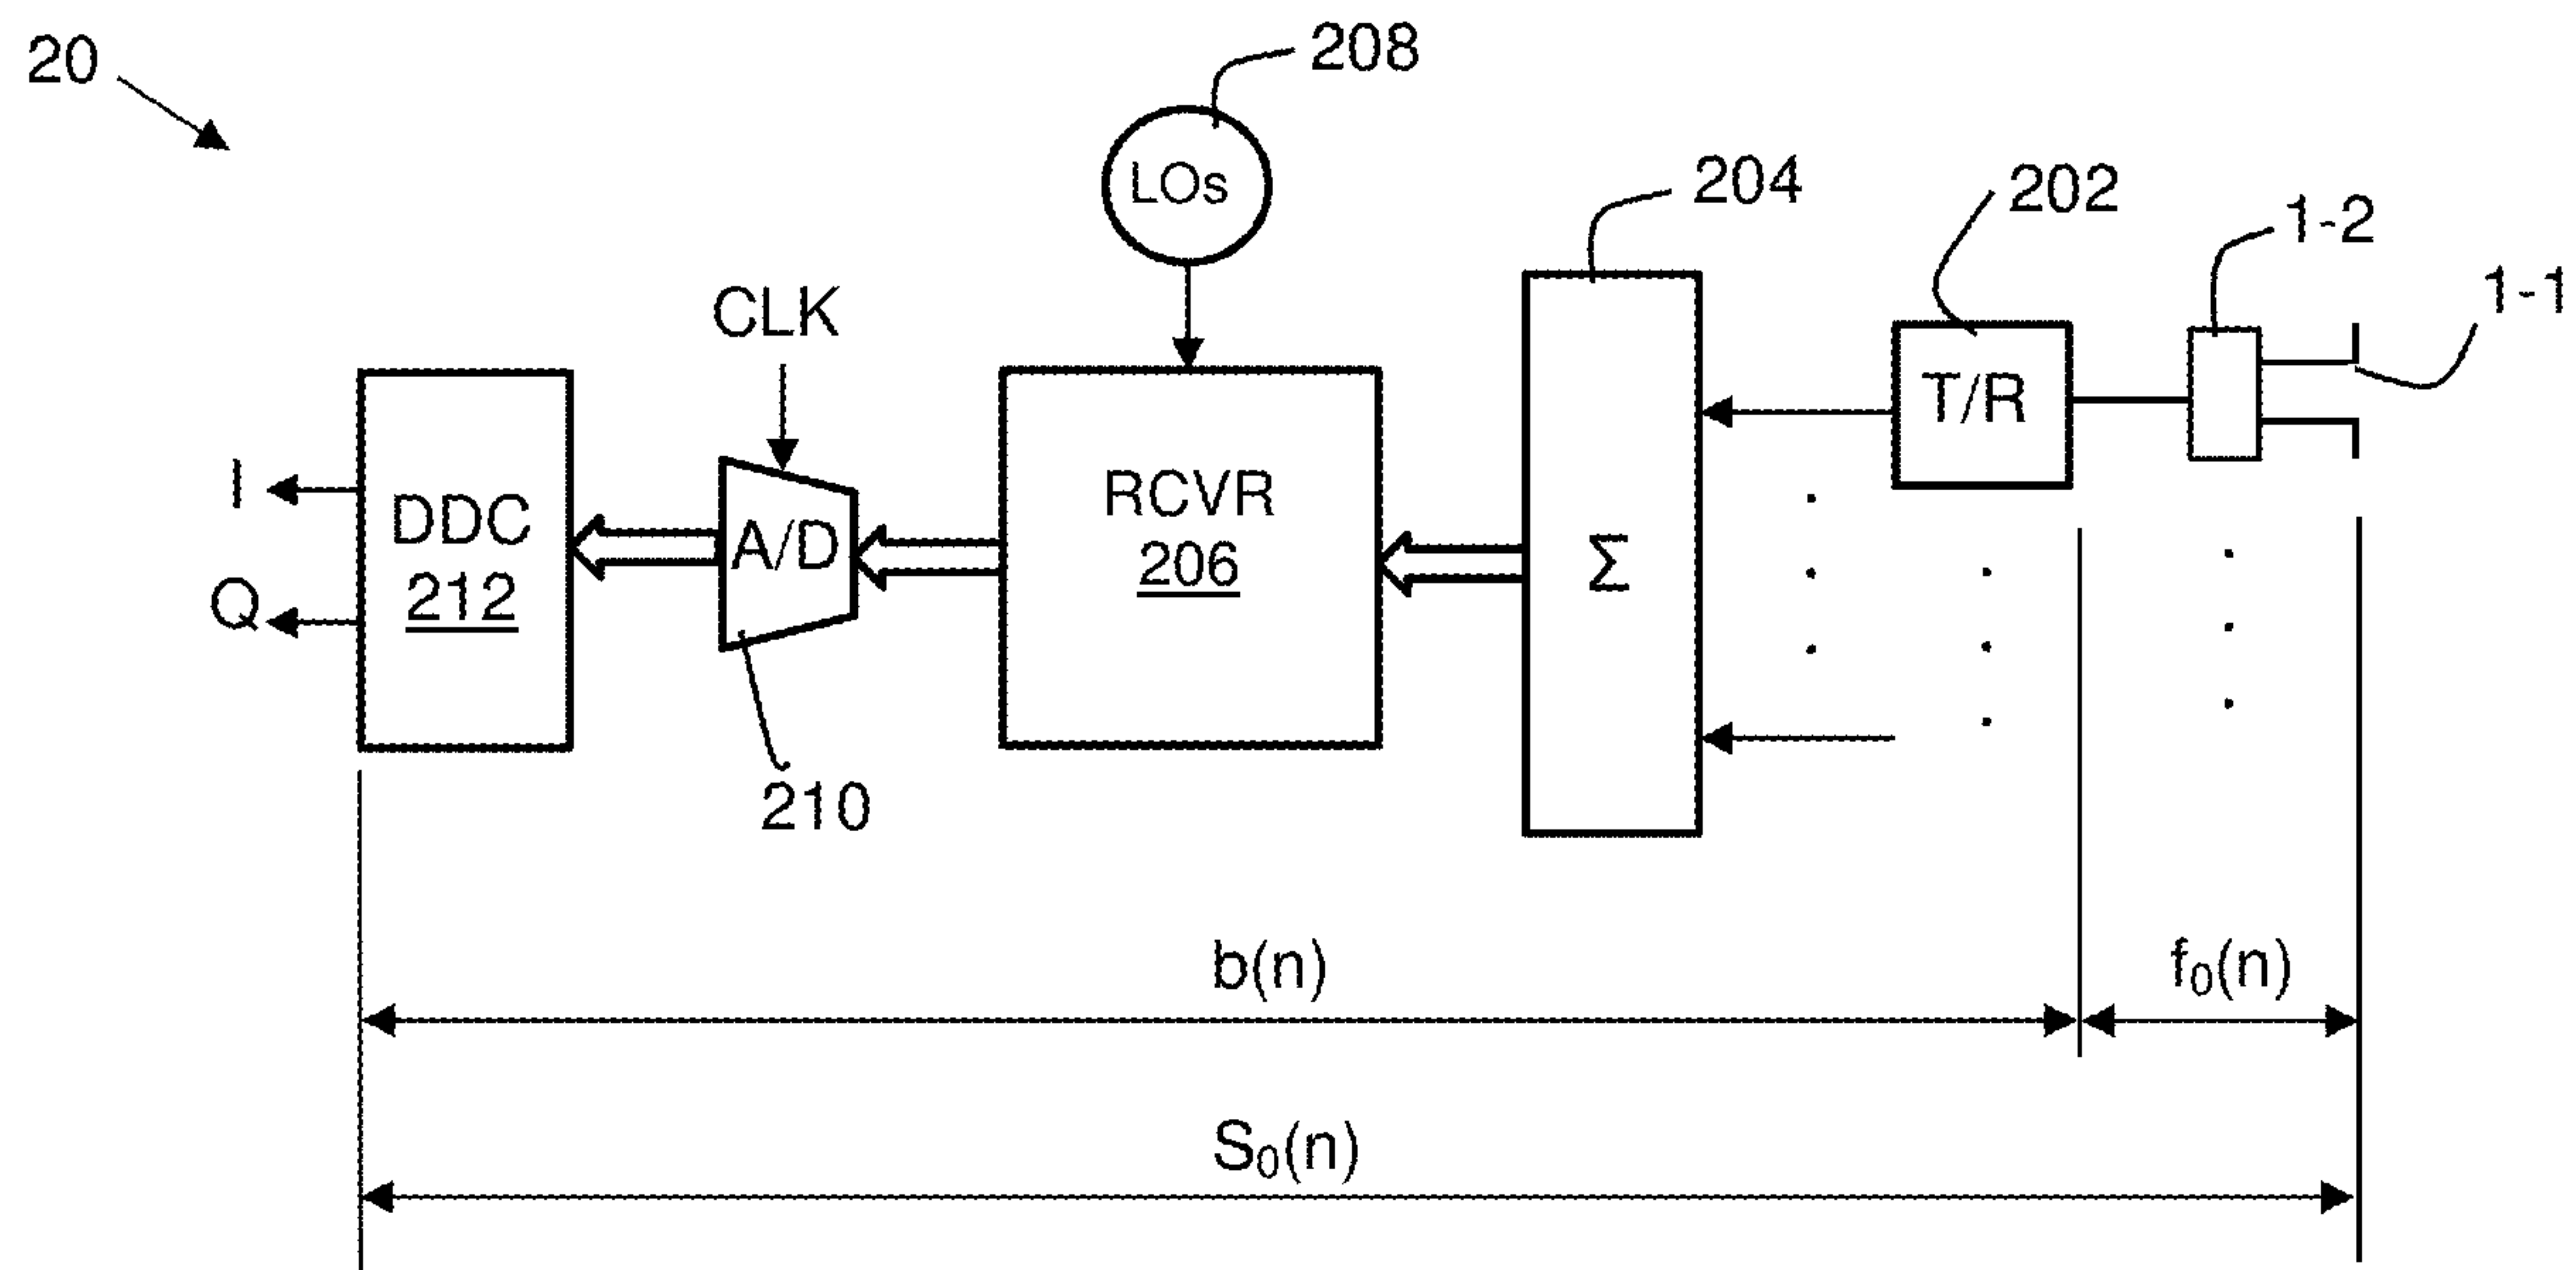 20
208
LOs
204
202
1-2
1-1
CLK
T/R
I
Q
DDC
212
A/D
RCVR
206
Σ
210
b(n)
f₀(n)
S₀(n)